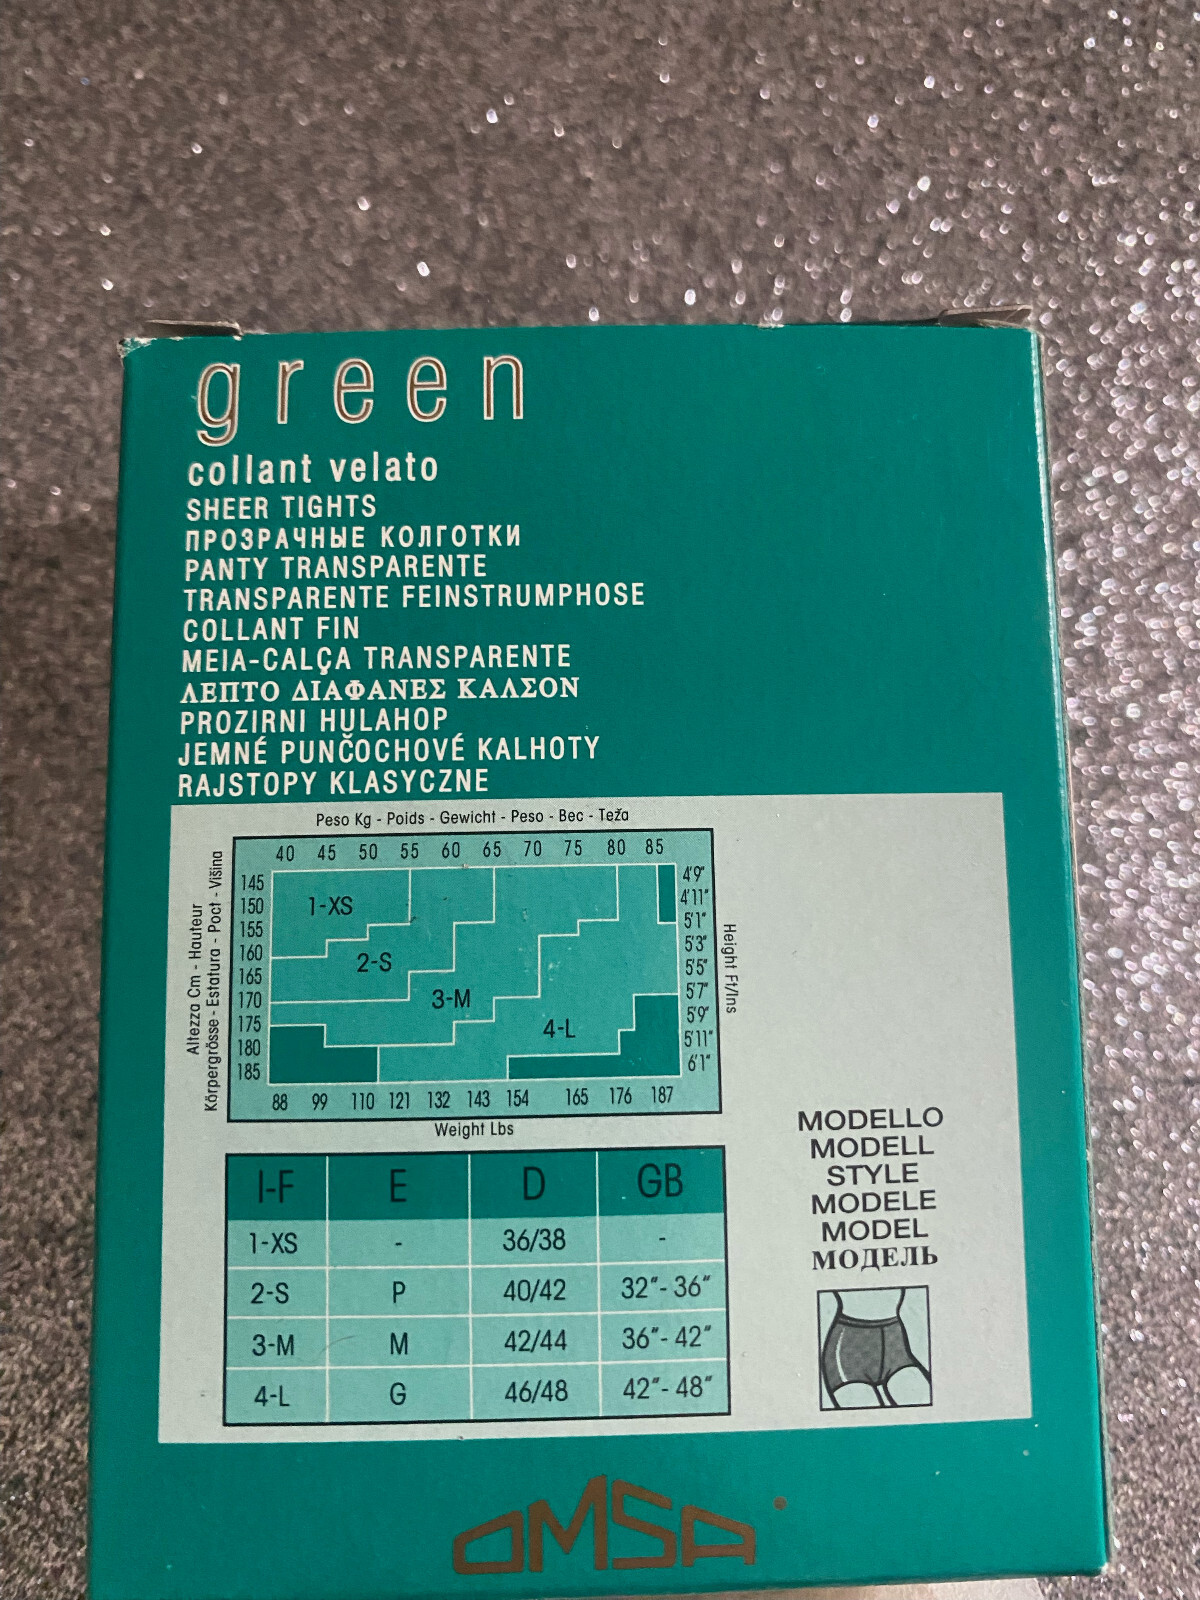 green
collant velato
SHEER TIGHTS
ПРОЗРАЧНЫЕ КОЛГОТКИ
PANTY TRANSPARENTE
TRANSPARENTE FEINSTRUMPHOSE
COLLANT FIN
MEIA-CALÇA TRANSPARENTE
ΛΕΠΤΟ ΔΙΑΦΑΝΕΣ ΚΑΛΣΟΝ
PROZIRNI HULAHOP
JEMNÉ PUNČOCHOVÉ KALHOTY
RAJSTOPY KLASYCZNE
Peso Kg - Poids - Gewicht - Peso - Вес - Teža
40 45 50 55 60 65 70 75 80 85
Altezza Cm - Hauteur
Körpergrösse - Estatura - Рост - Višina
145
150
155
160
165
170
175
180
185
1-XS
2-S
3-M
4-L
4'9"
4'11"
5'1"
5'3"
5'5"
5'7"
5'9"
5'11"
6'1"
Height Ft/Ins
88 99 110 121 132 143 154 165 176 187
Weight Lbs
I-F E D GB
1-XS - 36/38 -
2-S P 40/42 32"- 36"
3-M M 42/44 36"- 42"
4-L G 46/48 42"- 48"
MODELLO
MODELL
STYLE
MODELE
MODEL
МОДЕЛЬ
OMSA